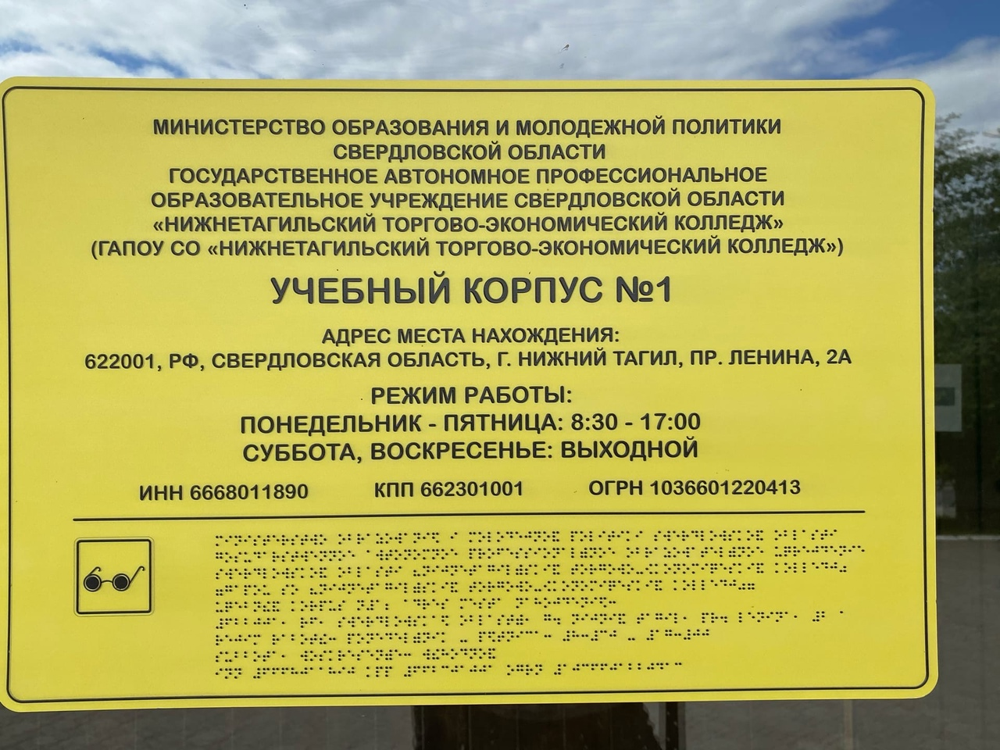 МИНИСТЕРСТВО ОБРАЗОВАНИЯ И МОЛОДЕЖНОЙ ПОЛИТИКИ
СВЕРДЛОВСКОЙ ОБЛАСТИ
ГОСУДАРСТВЕННОЕ АВТОНОМНОЕ ПРОФЕССИОНАЛЬНОЕ
ОБРАЗОВАТЕЛЬНОЕ УЧРЕЖДЕНИЕ СВЕРДЛОВСКОЙ ОБЛАСТИ
«НИЖНЕТАГИЛЬСКИЙ ТОРГОВО-ЭКОНОМИЧЕСКИЙ КОЛЛЕДЖ»
(ГАПОУ СО «НИЖНЕТАГИЛЬСКИЙ ТОРГОВО-ЭКОНОМИЧЕСКИЙ КОЛЛЕДЖ»)
УЧЕБНЫЙ КОРПУС №1
АДРЕС МЕСТА НАХОЖДЕНИЯ:
622001, РФ, СВЕРДЛОВСКАЯ ОБЛАСТЬ, Г. НИЖНИЙ ТАГИЛ, ПР. ЛЕНИНА, 2А
РЕЖИМ РАБОТЫ:
ПОНЕДЕЛЬНИК - ПЯТНИЦА: 8:30 - 17:00
СУББОТА, ВОСКРЕСЕНЬЕ: ВЫХОДНОЙ
ИНН 6668011890 КПП 662301001 ОГРН 1036601220413